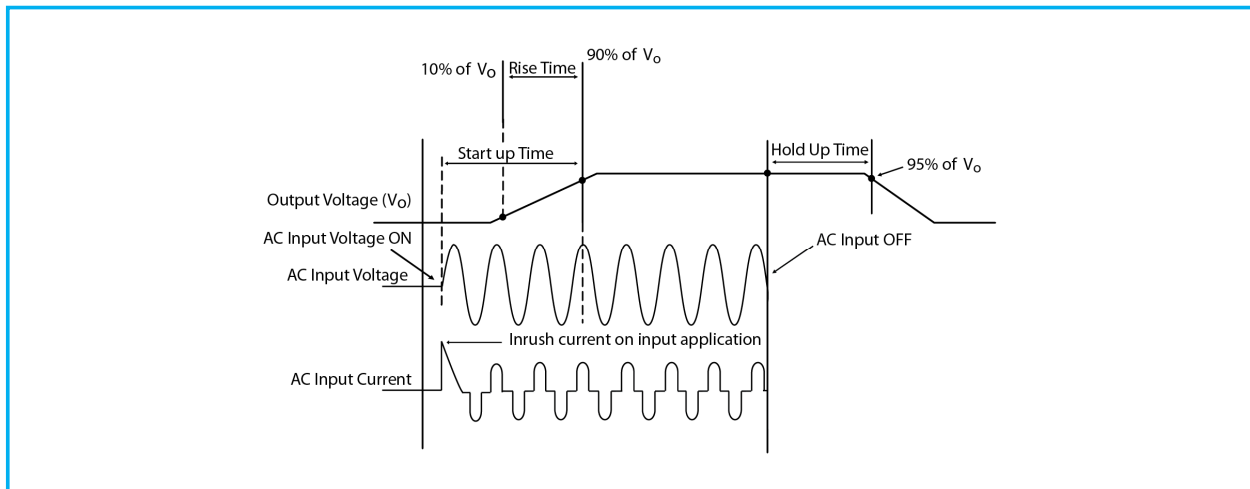 90% of VO
10% of VO
Rise Time
Start up Time
Hold Up Time
95% of VO
Output Voltage (VO)
AC Input Voltage ON
AC Input OFF
AC Input Voltage
Inrush current on input application
AC Input Current